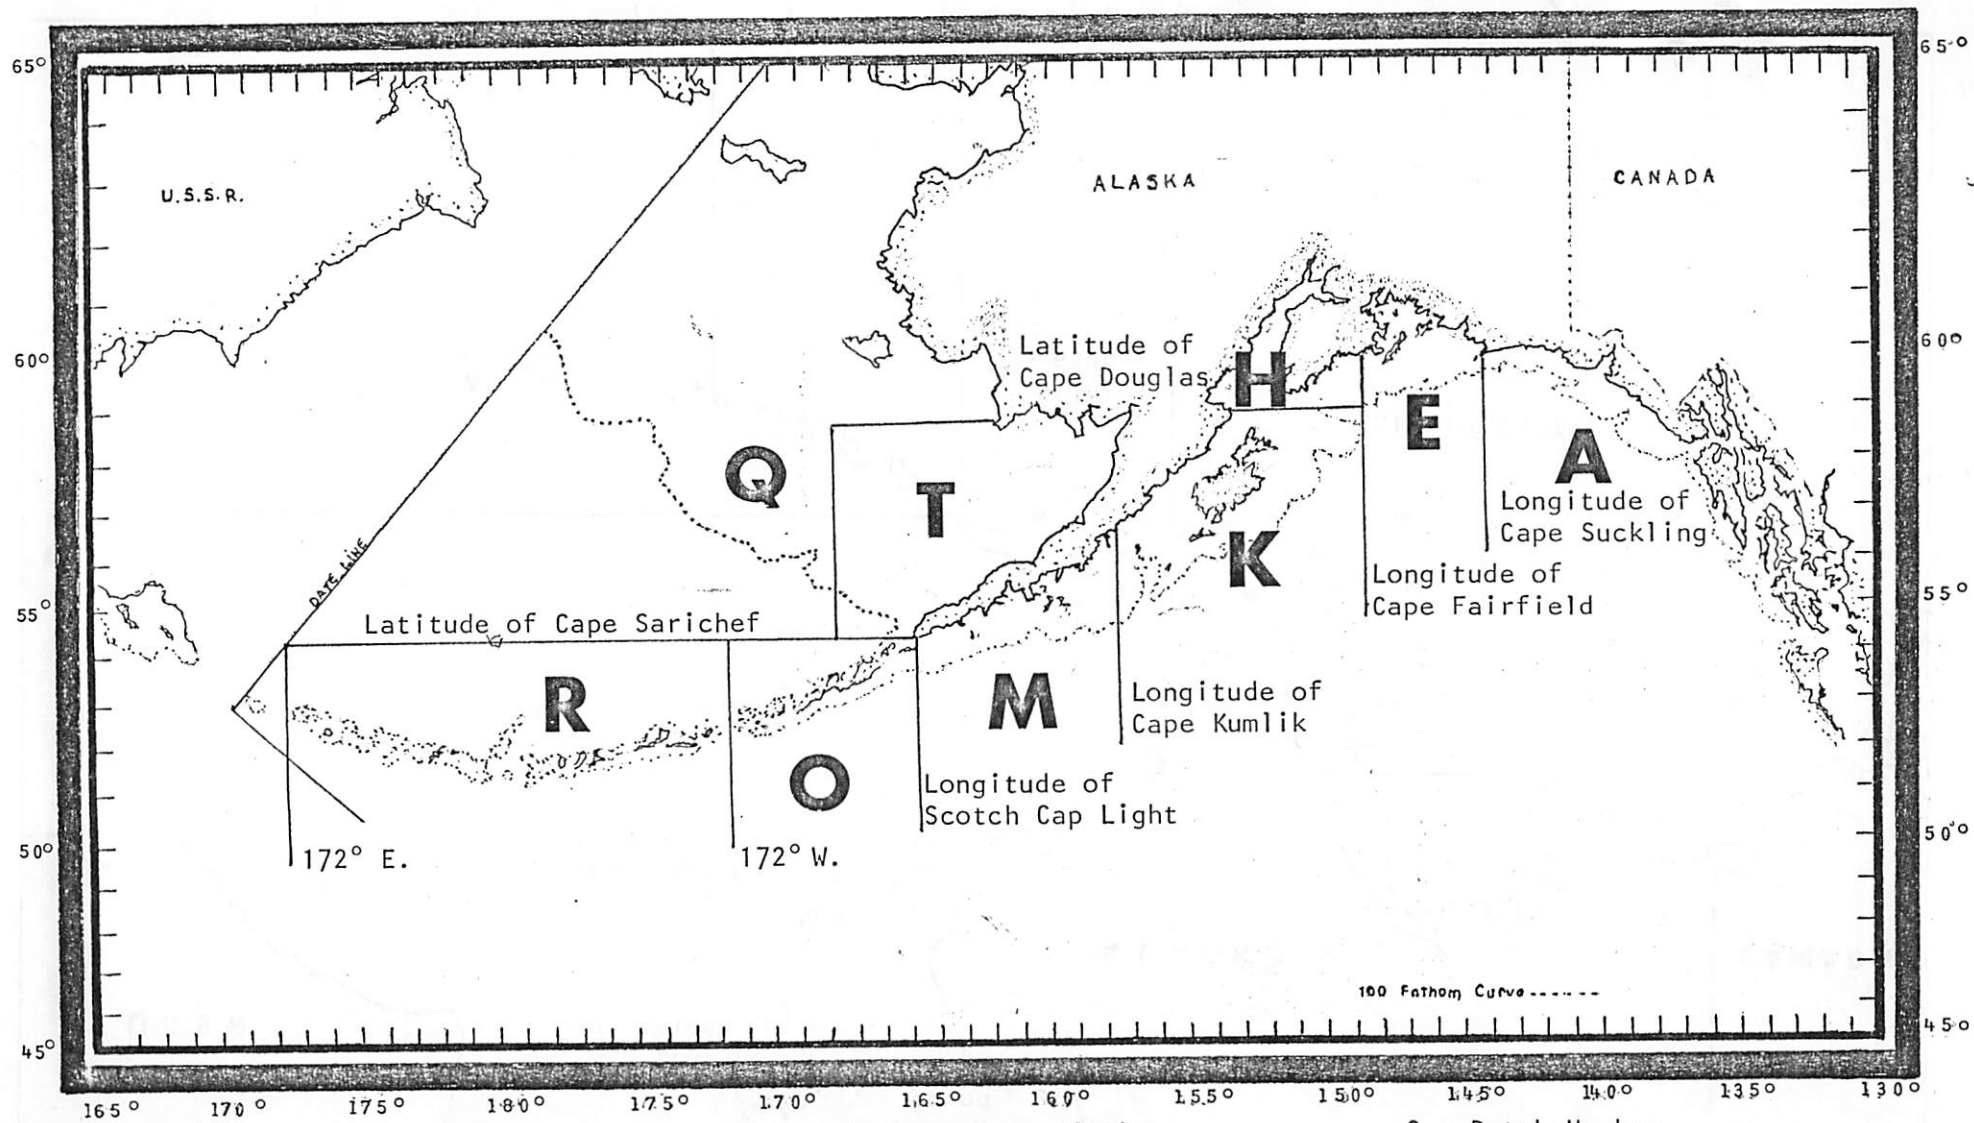 65°
65°
U.S.S.R.
ALASKA
CANADA
60°
Latitude of
Cape Douglas
H
60°
E
Q
T
A
Longitude of
Cape Suckling
K
DATE LINE
Longitude of
Cape Fairfield
55°
Latitude of Cape Sarichef
55°
R
M
Longitude of
Cape Kumlik
O
Longitude of
Scotch Cap Light
50°
172° E.
172° W.
50°
100 Fathom Curve
45°
45°
165°
170°
175°
180°
175°
170°
165°
160°
155°
150°
145°
140°
135°
130°